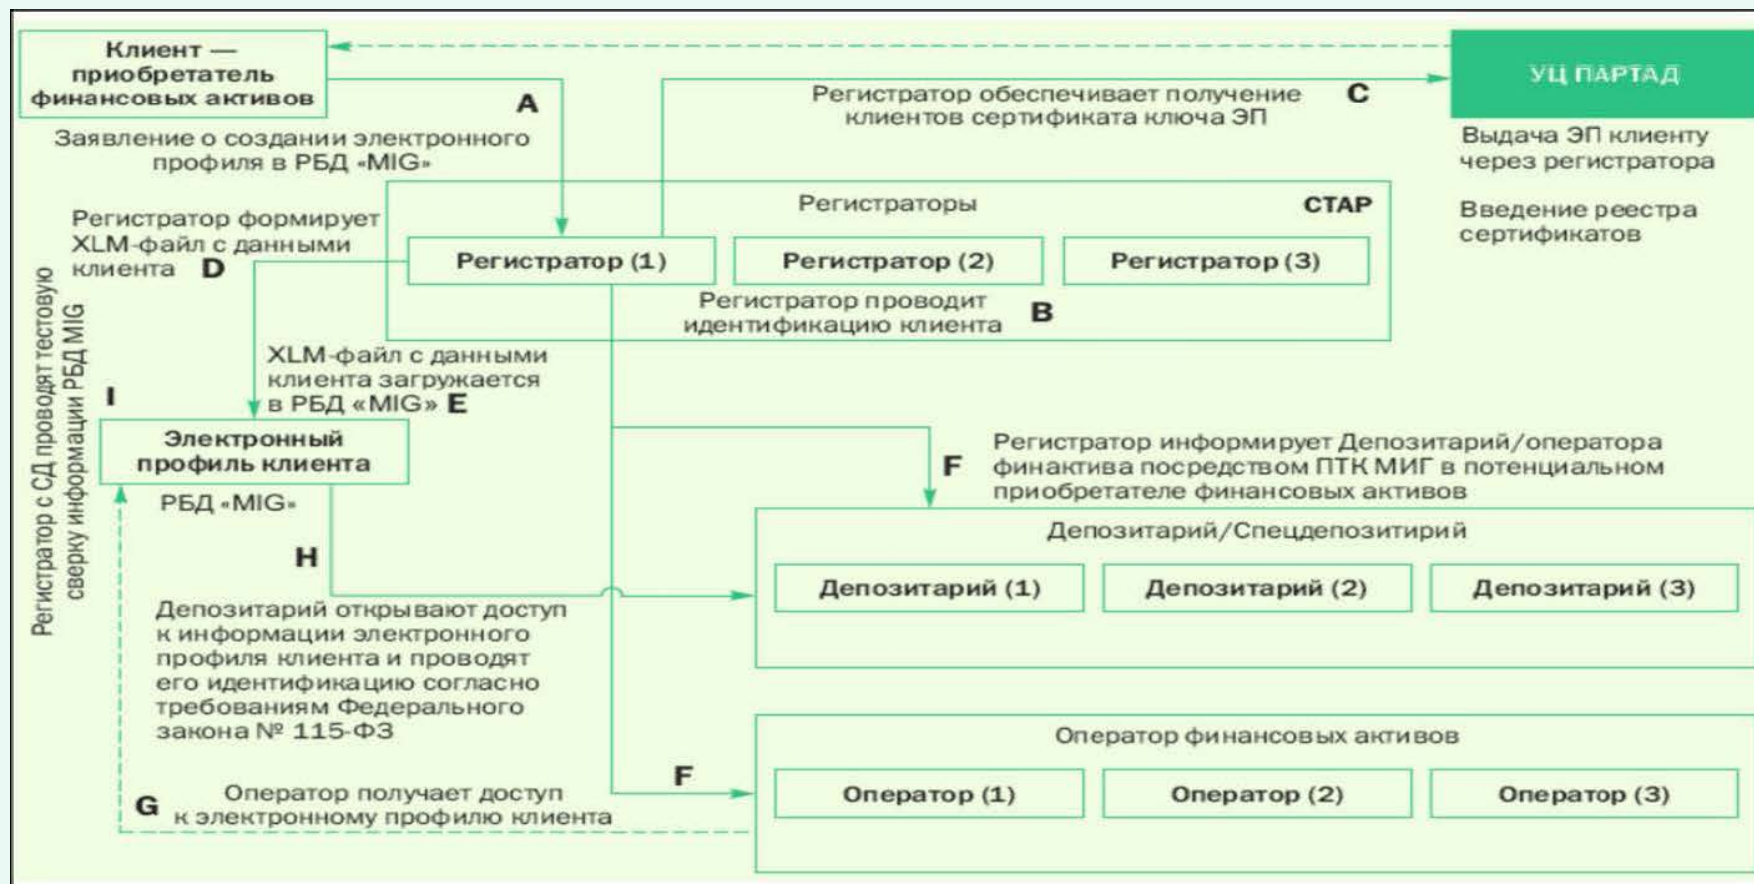 Клиент —
приобретатель
финансовых активов
УЦ ПАРТАД
A
Регистратор обеспечивает получение
клиентов сертификата ключа ЭП
C
Заявление о создании электронного
профиля в РБД «MIG»
Выдача ЭП клиенту
через регистратора
Введение реестра
сертификатов
Регистраторы
СТАР
Регистратор формирует
XLM-файл с данными
клиента D
Регистратор (1)
Регистратор (2)
Регистратор (3)
Регистратор проводит
идентификацию клиента
B
Регистратор с СД проводят тестовую
сверку информации РБД MIG
I
XLM-файл с данными
клиента загружается
в РБД «MIG» E
Электронный
профиль клиента
РБД «MIG»
F
Регистратор информирует Депозитарий/оператора
финактива посредством ПТК МИГ в потенциальном
приобретателе финансовых активов
Депозитарий/Спецдепозитирий
H
Депозитарий (1)
Депозитарий (2)
Депозитарий (3)
Депозитарий открывают доступ
к информации электронного
профиля клиента и проводят
его идентификацию согласно
требованиям Федерального
закона № 115-ФЗ
Оператор финансовых активов
F
Оператор (1)
Оператор (2)
Оператор (3)
G
Оператор получает доступ
к электронному профилю клиента